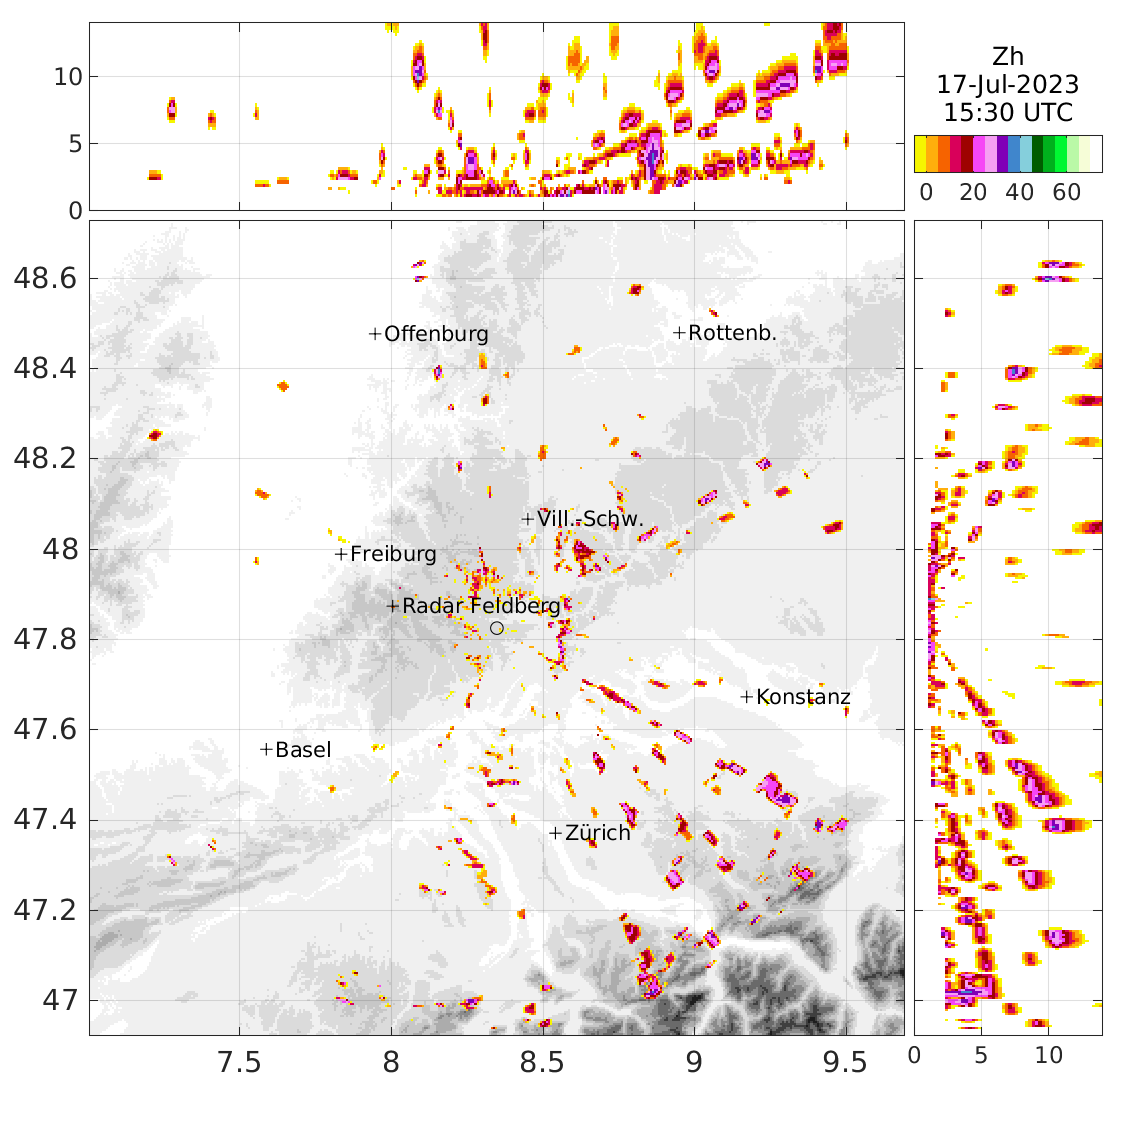 10
5
0
Zh
17-Jul-2023
15:30 UTC
0 20 40 60
48.6
48.4
48.2
48
47.8
47.6
47.4
47.2
47
+Offenburg
+Rottenb.
+Vill.-Schw.
+Freiburg
+Radar Feldberg
+Konstanz
+Basel
+Zürich
7.5 8 8.5 9 9.5
0 5 10